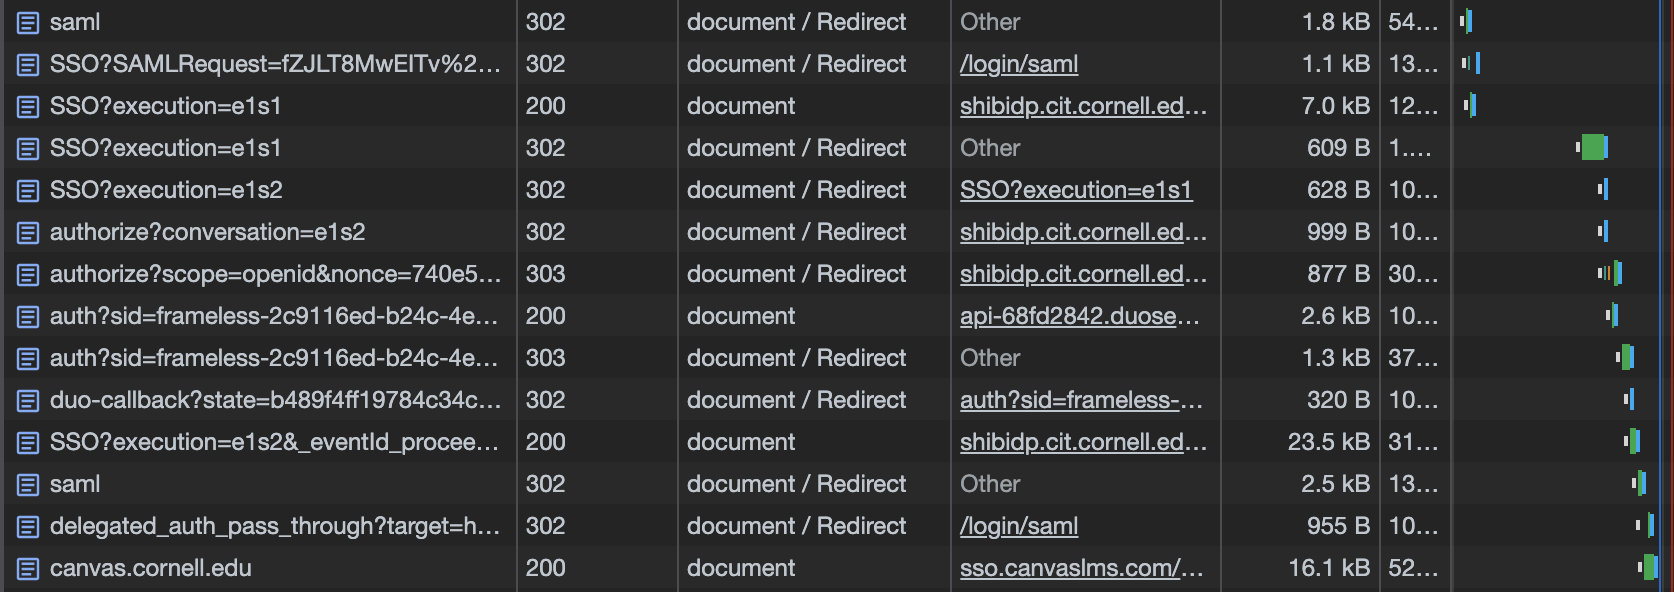 saml 302 document / Redirect Other 1.8 kB 54...
SSO?SAMLRequest=fZJLT8MwEITv%2... 302 document / Redirect /login/saml 1.1 kB 13...
SSO?execution=e1s1 200 document shibidp.cit.cornell.ed... 7.0 kB 12...
SSO?execution=e1s1 302 document / Redirect Other 609 B 1....
SSO?execution=e1s2 302 document / Redirect SSO?execution=e1s1 628 B 10...
authorize?conversation=e1s2 302 document / Redirect shibidp.cit.cornell.ed... 999 B 10...
authorize?scope=openid&nonce=740e5... 303 document / Redirect shibidp.cit.cornell.ed... 877 B 30...
auth?sid=frameless-2c9116ed-b24c-4e... 200 document api-68fd2842.duose... 2.6 kB 10...
auth?sid=frameless-2c9116ed-b24c-4e... 303 document / Redirect Other 1.3 kB 37...
duo-callback?state=b489f4ff19784c34c... 302 document / Redirect auth?sid=frameless-... 320 B 10...
SSO?execution=e1s2&_eventId_procee... 200 document shibidp.cit.cornell.ed... 23.5 kB 31...
saml 302 document / Redirect Other 2.5 kB 13...
delegated_auth_pass_through?target=h... 302 document / Redirect /login/saml 955 B 10...
canvas.cornell.edu 200 document sso.canvaslms.com/... 16.1 kB 52...